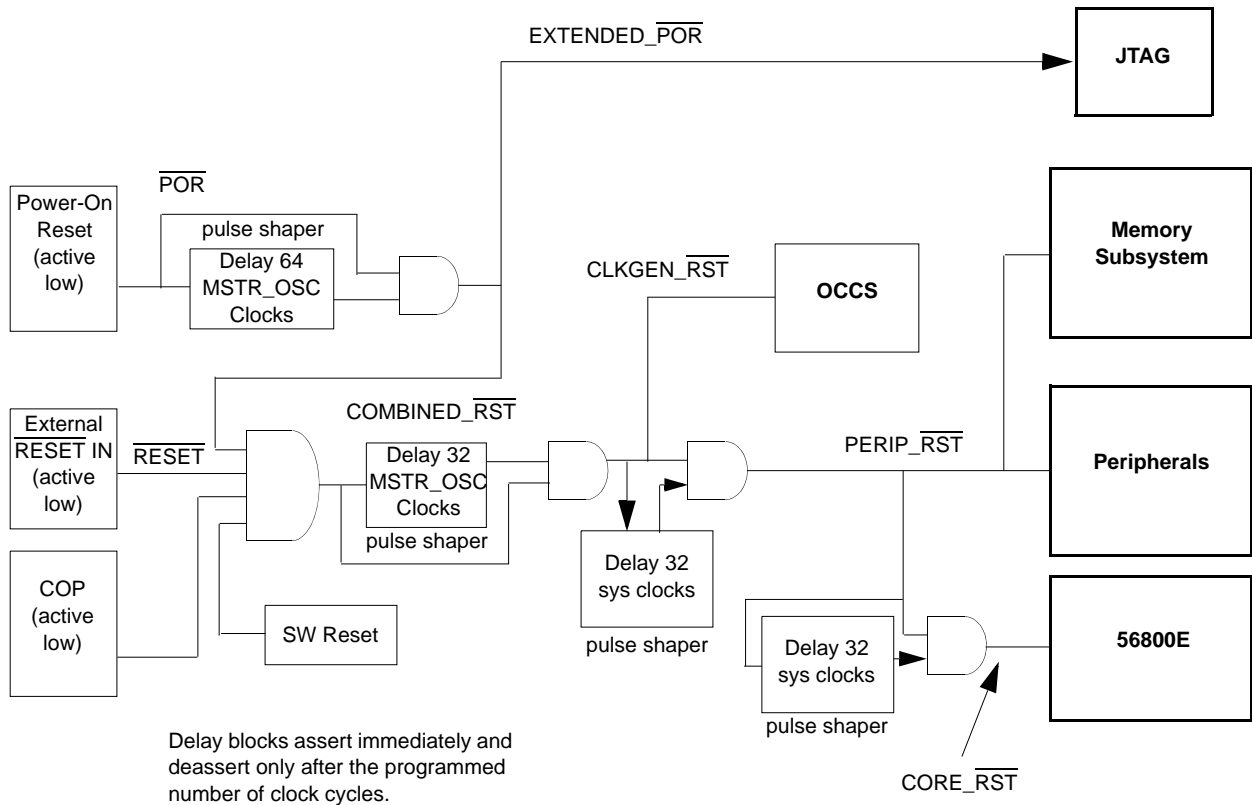 EXTENDED_POR
JTAG
POR
Power-On
Reset
(active
low)
pulse shaper
Delay 64
MSTR_OSC
Clocks
CLKGEN_RST
OCCS
Memory
Subsystem
External
RESET IN
(active
low)
RESET
COMBINED_RST
Delay 32
MSTR_OSC
Clocks
pulse shaper
PERIP_RST
Peripherals
COP
(active
low)
SW Reset
Delay 32
sys clocks
pulse shaper
Delay 32
sys clocks
pulse shaper
56800E
CORE_RST
Delay blocks assert immediately and
deassert only after the programmed
number of clock cycles.